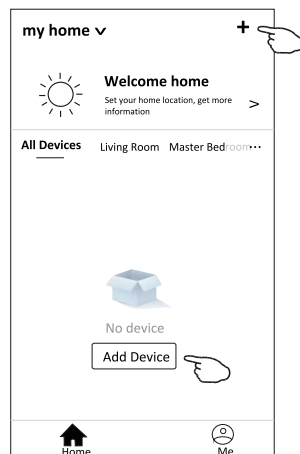 my home
+
Welcome home
Set your home location, get more
information
>
All Devices Living Room Master Bedroom ...
No device
Add Device
Home Me